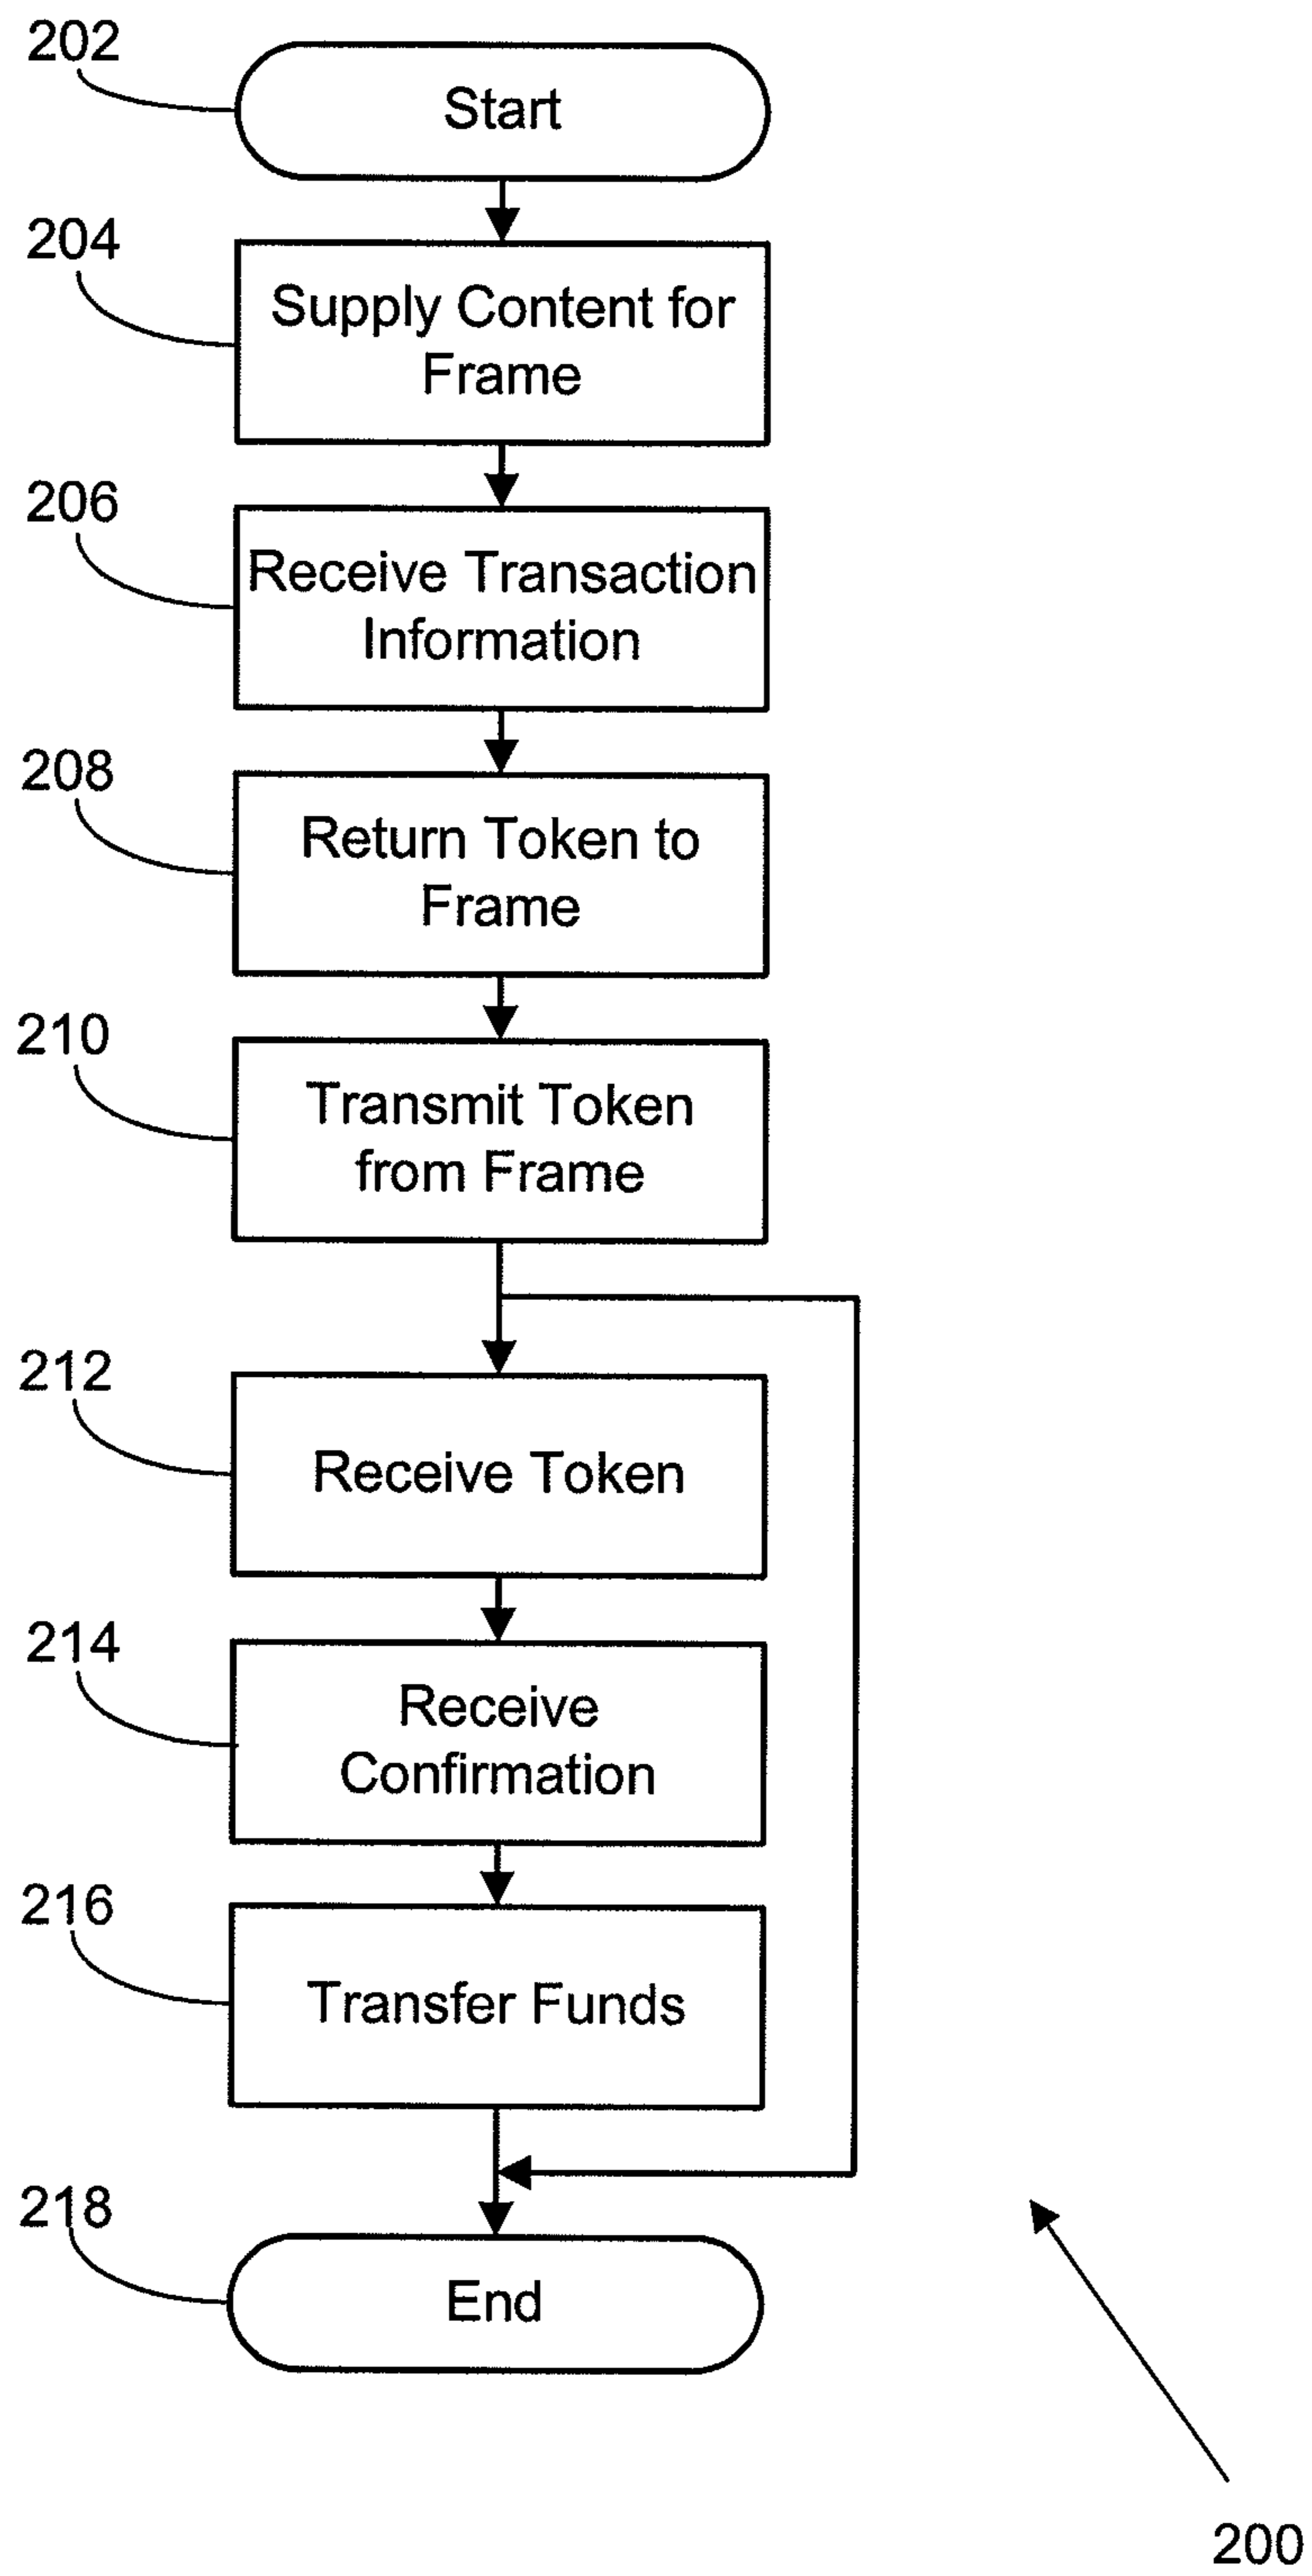 202
Start
204
Supply Content for
Frame
206
Receive Transaction
Information
208
Return Token to
Frame
210
Transmit Token
from Frame
212
Receive Token
214
Receive
Confirmation
216
Transfer Funds
218
End
200